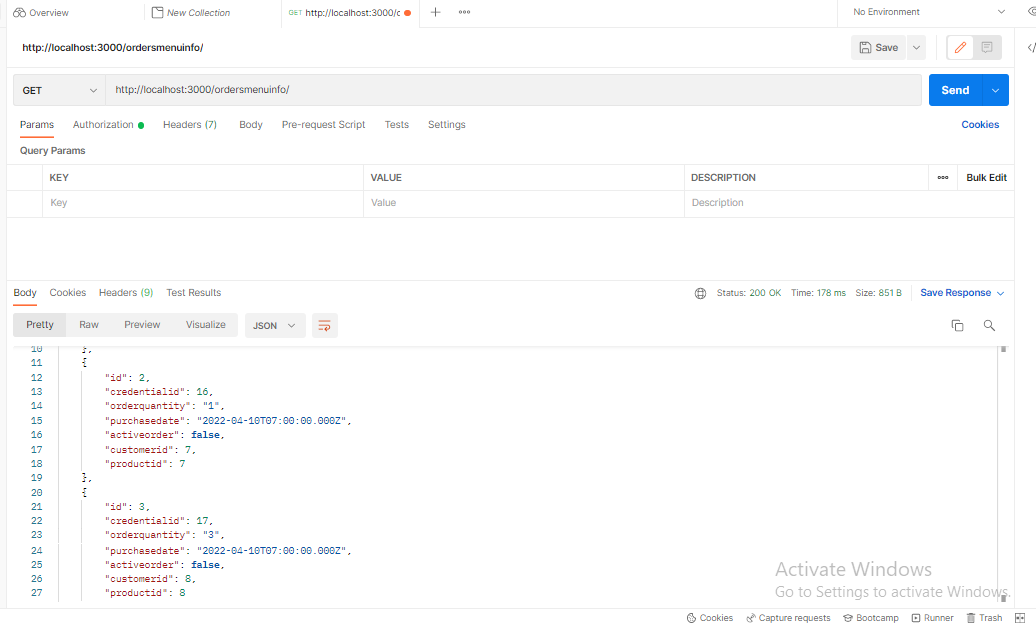 Overview New Collection GET http://localhost:3000/c No Environment
http://localhost:3000/ordersmenuinfo/ Save
GET http://localhost:3000/ordersmenuinfo/ Send
Params Authorization Headers (7) Body Pre-request Script Tests Settings Cookies
Query Params
KEY VALUE DESCRIPTION Bulk Edit
Key Value Description
Body Cookies Headers (9) Test Results Status: 200 OK Time: 178 ms Size: 851 B Save Response
Pretty Raw Preview Visualize JSON
10 },
11 {
12 "id": 2,
13 "credentialid": 16,
14 "orderquantity": "1",
15 "purchasedate": "2022-04-10T07:00:00.000Z",
16 "activeorder": false,
17 "customerid": 7,
18 "productid": 7
19 },
20 {
21 "id": 3,
22 "credentialid": 17,
23 "orderquantity": "3",
24 "purchasedate": "2022-04-10T07:00:00.000Z",
25 "activeorder": false,
26 "customerid": 8,
27 "productid": 8
Activate Windows
Go to Settings to activate Windows.
Cookies Capture requests Bootcamp Runner Trash